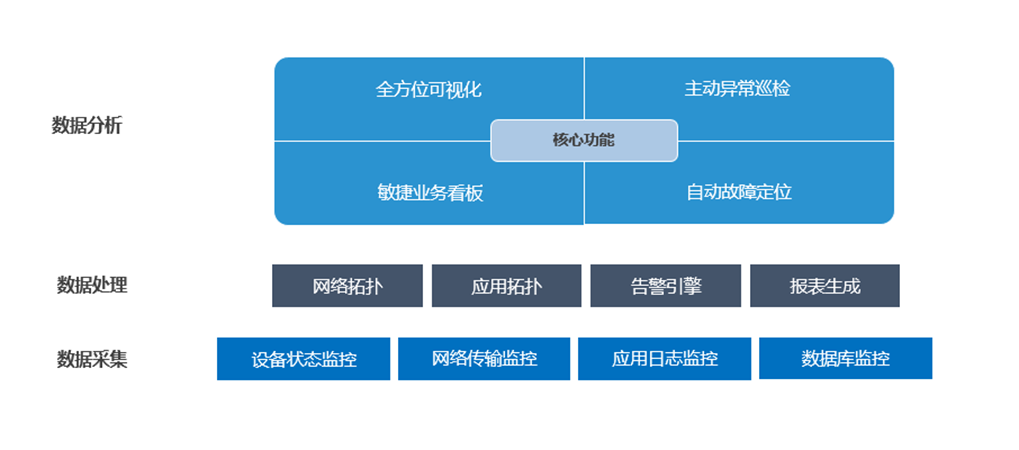 全方位可视化
主动异常巡检
数据分析
核心功能
敏捷业务看板
自动故障定位
数据处理
网络拓扑
应用拓扑
告警引擎
报表生成
数据采集
设备状态监控
网络传输监控
应用日志监控
数据库监控